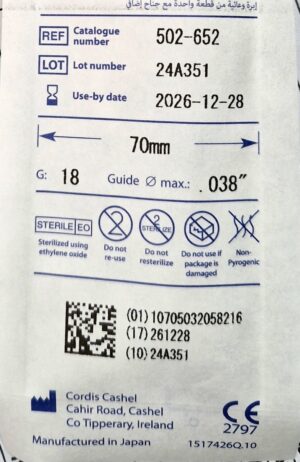 إبرة وعائية من قطعة واحدة مع جناح إضافي
REF Catalogue number 502-652
LOT Lot number 24A351
Use-by date 2026-12-28
70mm
G: 18 Guide Ø max.: .038"
STERILE EO
Sterilized using ethylene oxide
2
Do not re-use
2 STERILIZE
Do not resterilize
Do not use if package is damaged
Non-Pyrogenic
(01) 10705032058216
(17) 261228
(10) 24A351
Cordis Cashel
Cahir Road, Cashel
Co Tipperary, Ireland
CE 2797
Manufactured in Japan
1517426Q.10